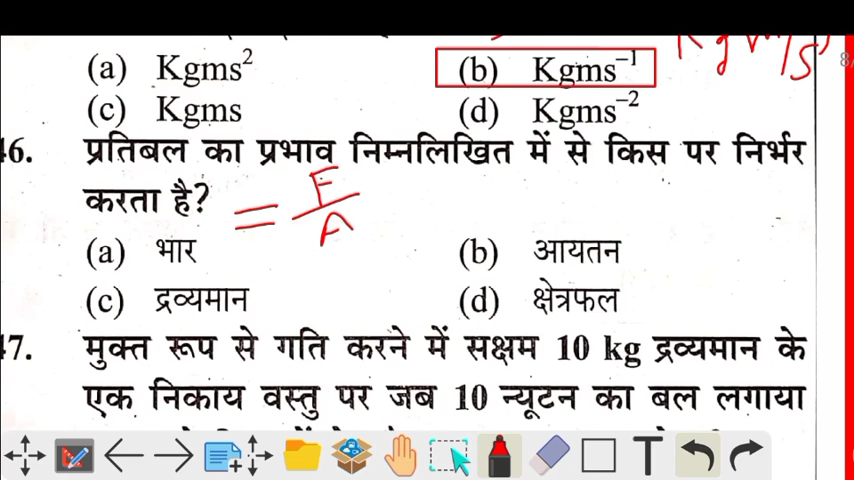 Kgm/s
(a) Kgms² (b) Kgms⁻¹
(c) Kgms (d) Kgms⁻²
46. प्रतिबल का प्रभाव निम्नलिखित में से किस पर निर्भर
करता है? = F/A
(a) भार (b) आयतन
(c) द्रव्यमान (d) क्षेत्रफल
47. मुक्त रूप से गति करने में सक्षम 10 kg द्रव्यमान के
एक निकाय वस्तु पर जब 10 न्यूटन का बल लगाया
T